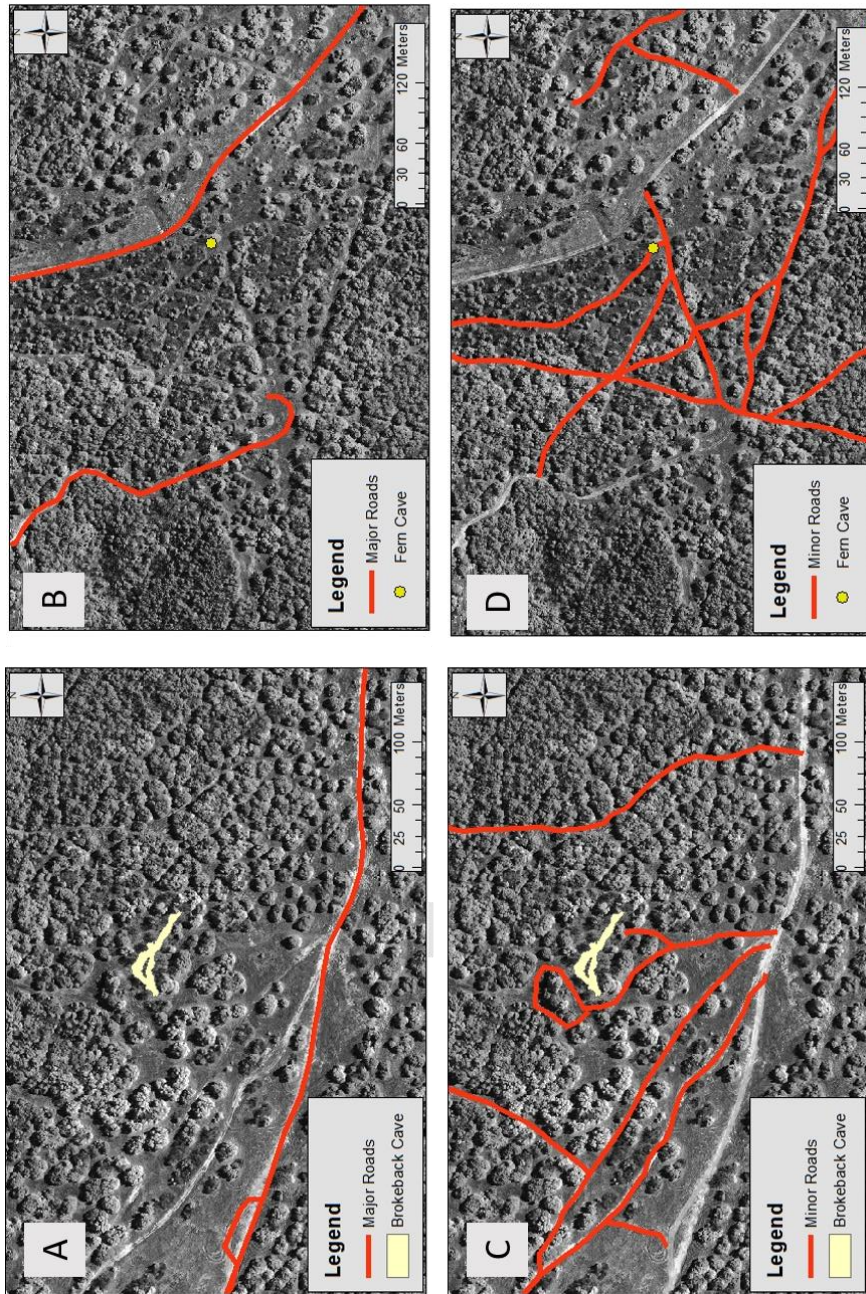 A
N
Legend
Major Roads
Brokeback Cave
0 25 50 100 Meters
B
N
Legend
Major Roads
Fern Cave
0 30 60 120 Meters
C
N
Legend
Minor Roads
Brokeback Cave
0 25 50 100 Meters
D
N
Legend
Minor Roads
Fern Cave
0 30 60 120 Meters